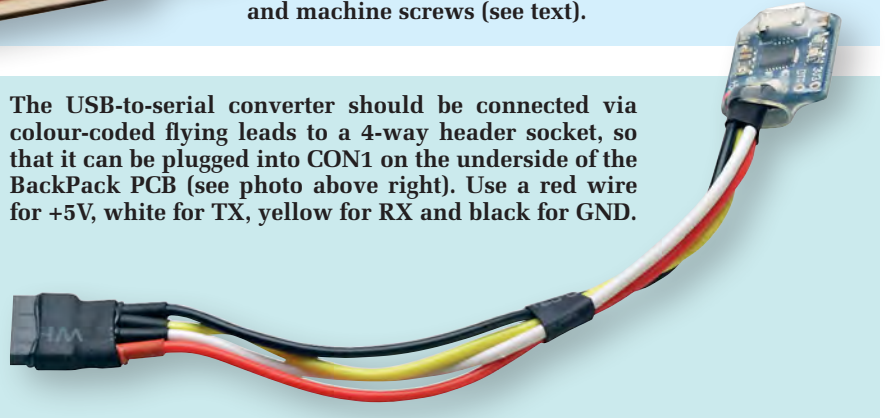 and machine screws (see text).
The USB-to-serial converter should be connected via
colour-coded flying leads to a 4-way header socket, so
that it can be plugged into CON1 on the underside of the
BackPack PCB (see photo above right). Use a red wire
for +5V, white for TX, yellow for RX and black for GND.